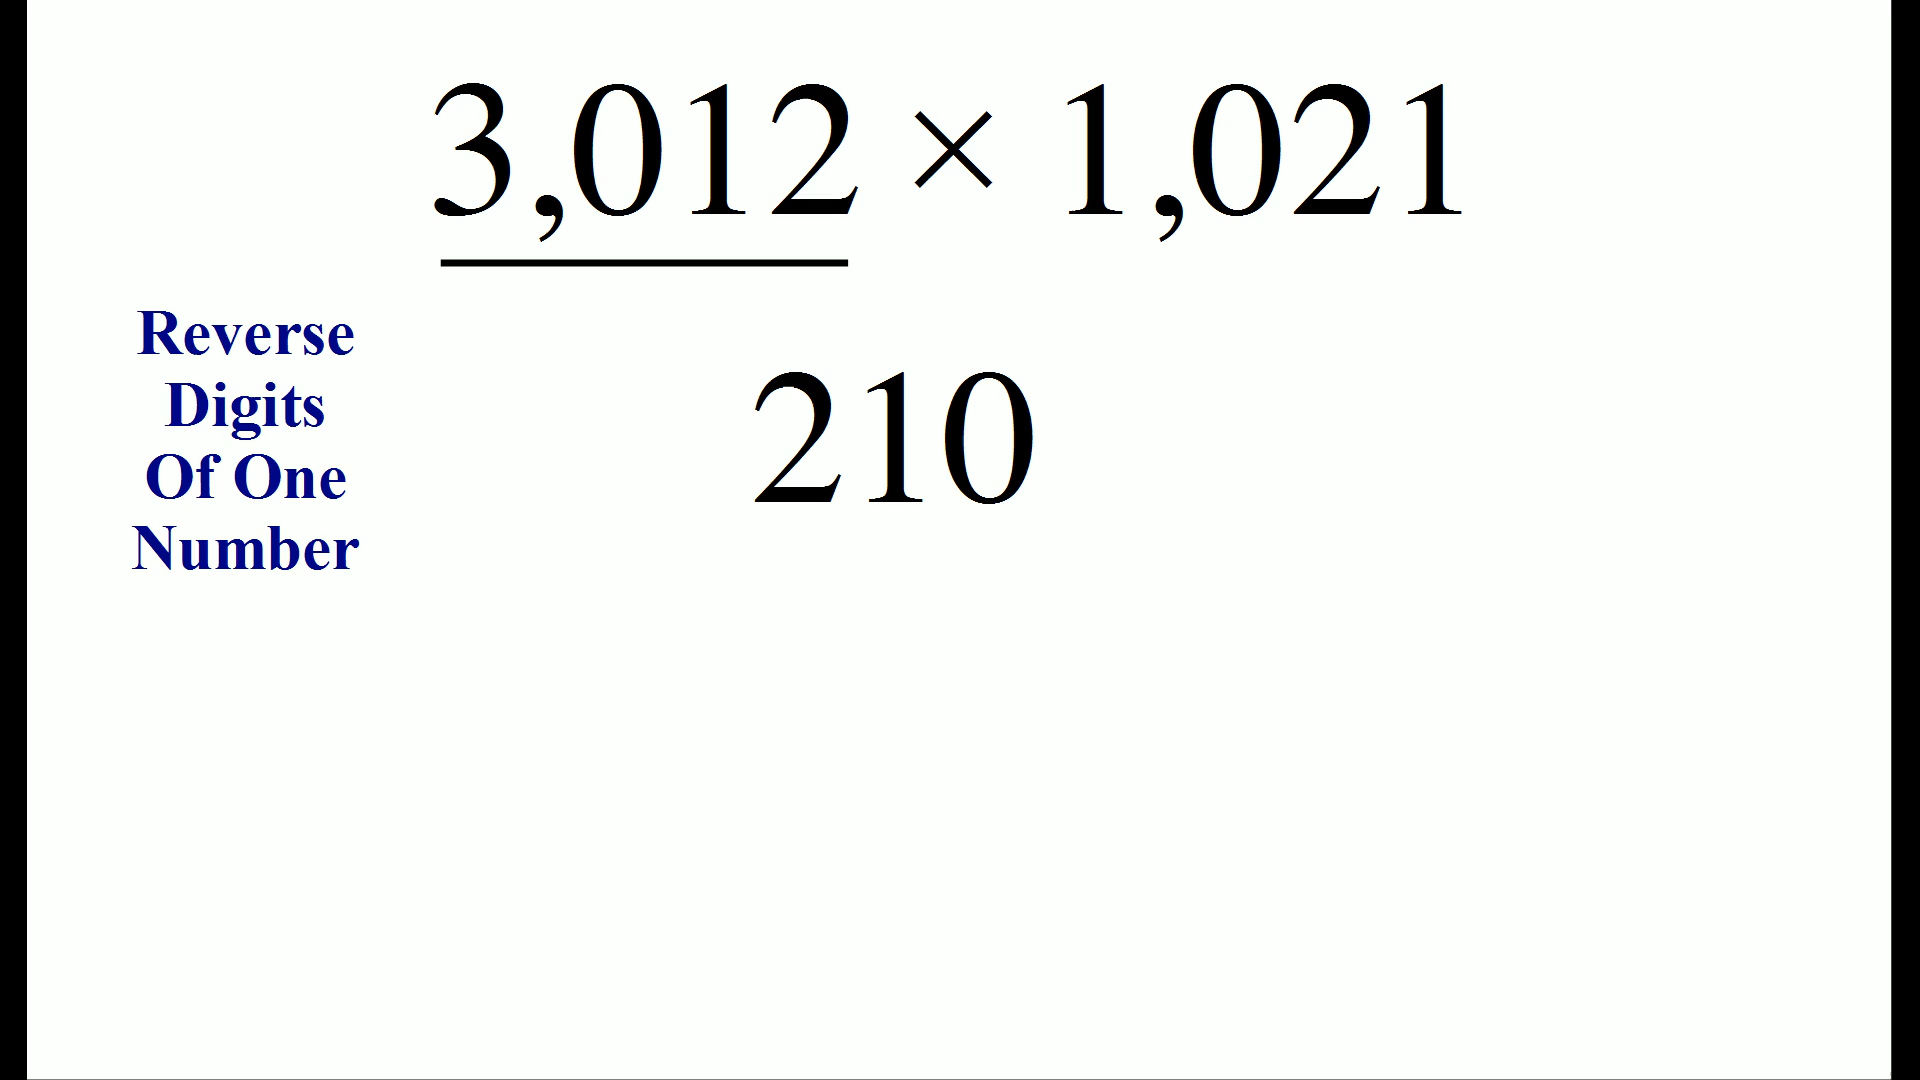 3,012 × 1,021
Reverse
Digits
Of One
Number
210